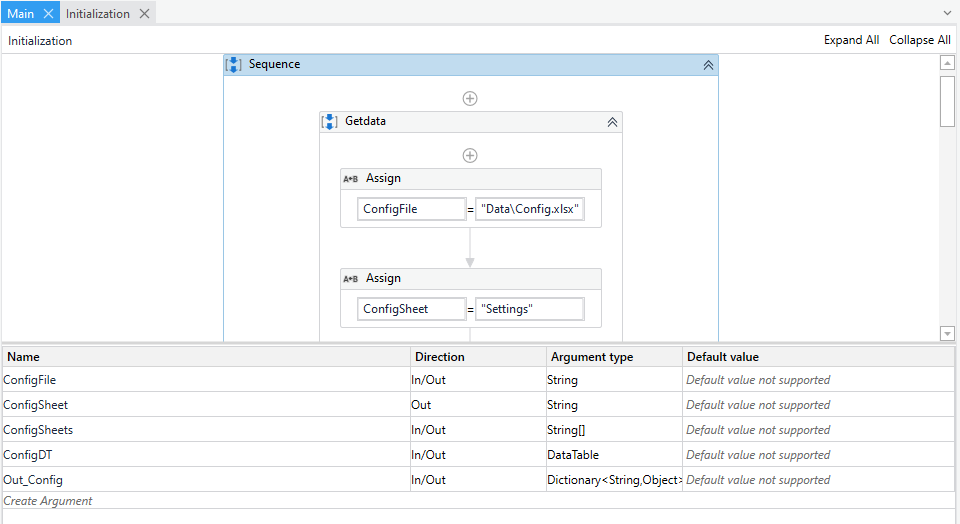 Main Initialization
Initialization Expand All Collapse All
Sequence
Getdata
A*B Assign
ConfigFile = "Data\Config.xlsx"
A*B Assign
ConfigSheet = "Settings"
Name Direction Argument type Default value
ConfigFile In/Out String Default value not supported
ConfigSheet Out String Default value not supported
ConfigSheets In/Out String[] Default value not supported
ConfigDT In/Out DataTable Default value not supported
Out_Config In/Out Dictionary<String,Object> Default value not supported
Create Argument